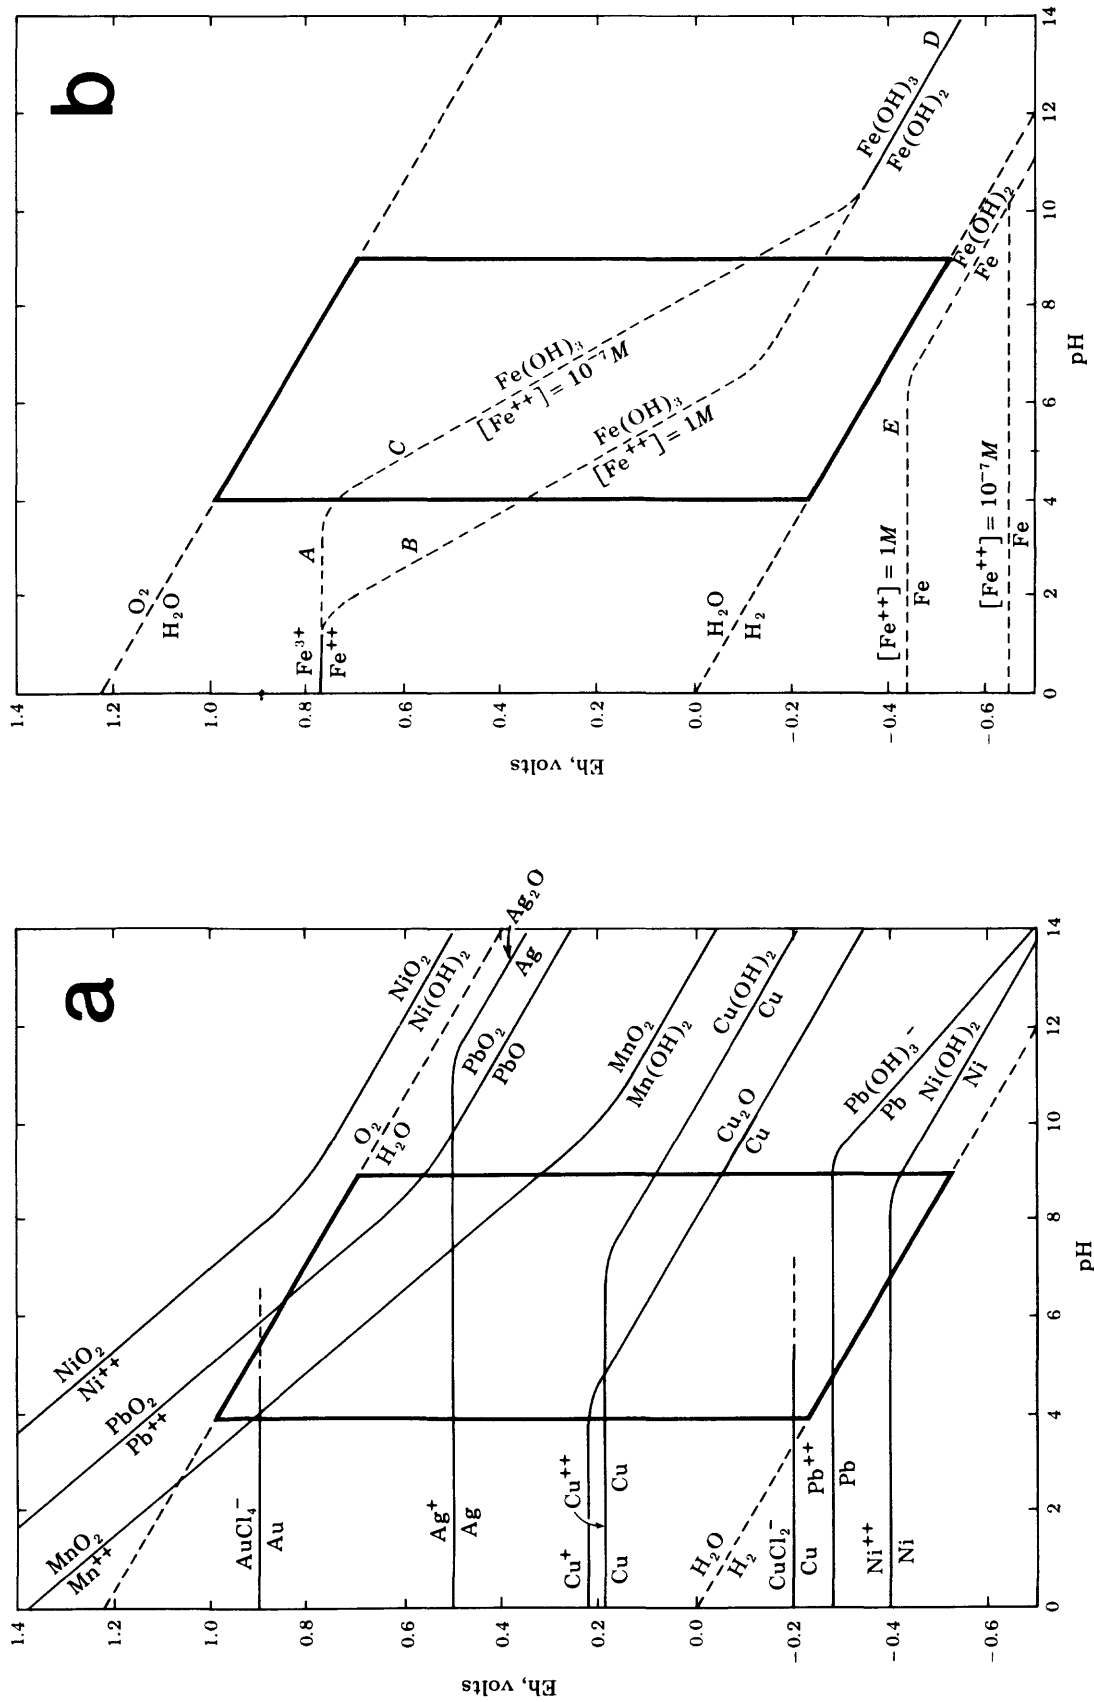 a
NiO₂
Ni⁺⁺
PbO₂
Pb⁺⁺
MnO₂
Mn⁺⁺
AuCl₄⁻
Au
Ag⁺
Ag
Cu⁺
Cu
Cu⁺⁺
Cu
H₂O
H₂
CuCl₂⁻
Cu
Pb⁺⁺
Pb
Ni⁺⁺
Ni
O₂
H₂O
NiO₂
Ni(OH)₂
Ag₂O
Ag
PbO₂
PbO
MnO₂
Mn(OH)₂
Cu(OH)₂
Cu
Cu₂O
Cu
Pb(OH)₃
Pb
Ni(OH)₂
Ni
1.4
1.2
1.0
0.8
0.6
0.4
0.2
0.0
−0.2
−0.4
−0.6
Eh, volts
0 2 4 6 8 10 12 14
pH
b
O₂
H₂O
Fe³⁺
Fe⁺⁺
A
B
C
D
E
Fe(OH)₃
[Fe⁺⁺] = 10⁻⁷M
Fe(OH)₃
[Fe⁺⁺] = 1M
Fe(OH)₃
Fe(OH)₂
H₂O
H₂
[Fe⁺⁺] = 1M
Fe
[Fe⁺⁺] = 10⁻⁷M
Fe
Fe(OH)₂
Fe
1.4
1.2
1.0
0.8
0.6
0.4
0.2
0.0
−0.2
−0.4
−0.6
Eh, volts
0 2 4 6 8 10 12 14
pH